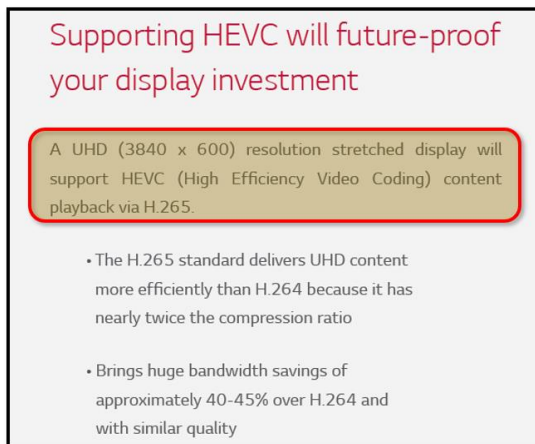 Supporting HEVC will future-proof
your display investment
A UHD (3840 x 600) resolution stretched display will
support HEVC (High Efficiency Video Coding) content
playback via H.265.
• The H.265 standard delivers UHD content
more efficiently than H.264 because it has
nearly twice the compression ratio
• Brings huge bandwidth savings of
approximately 40-45% over H.264 and
with similar quality